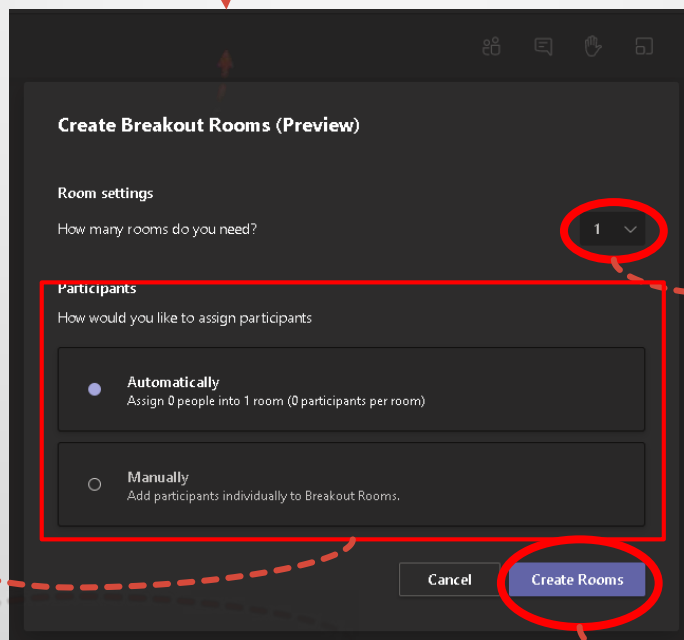 Create Breakout Rooms (Preview)
Room settings
How many rooms do you need?
1
Participants
How would you like to assign participants
Automatically
Assign 0 people into 1 room (0 participants per room)
Manually
Add participants individually to Breakout Rooms.
Cancel
Create Rooms